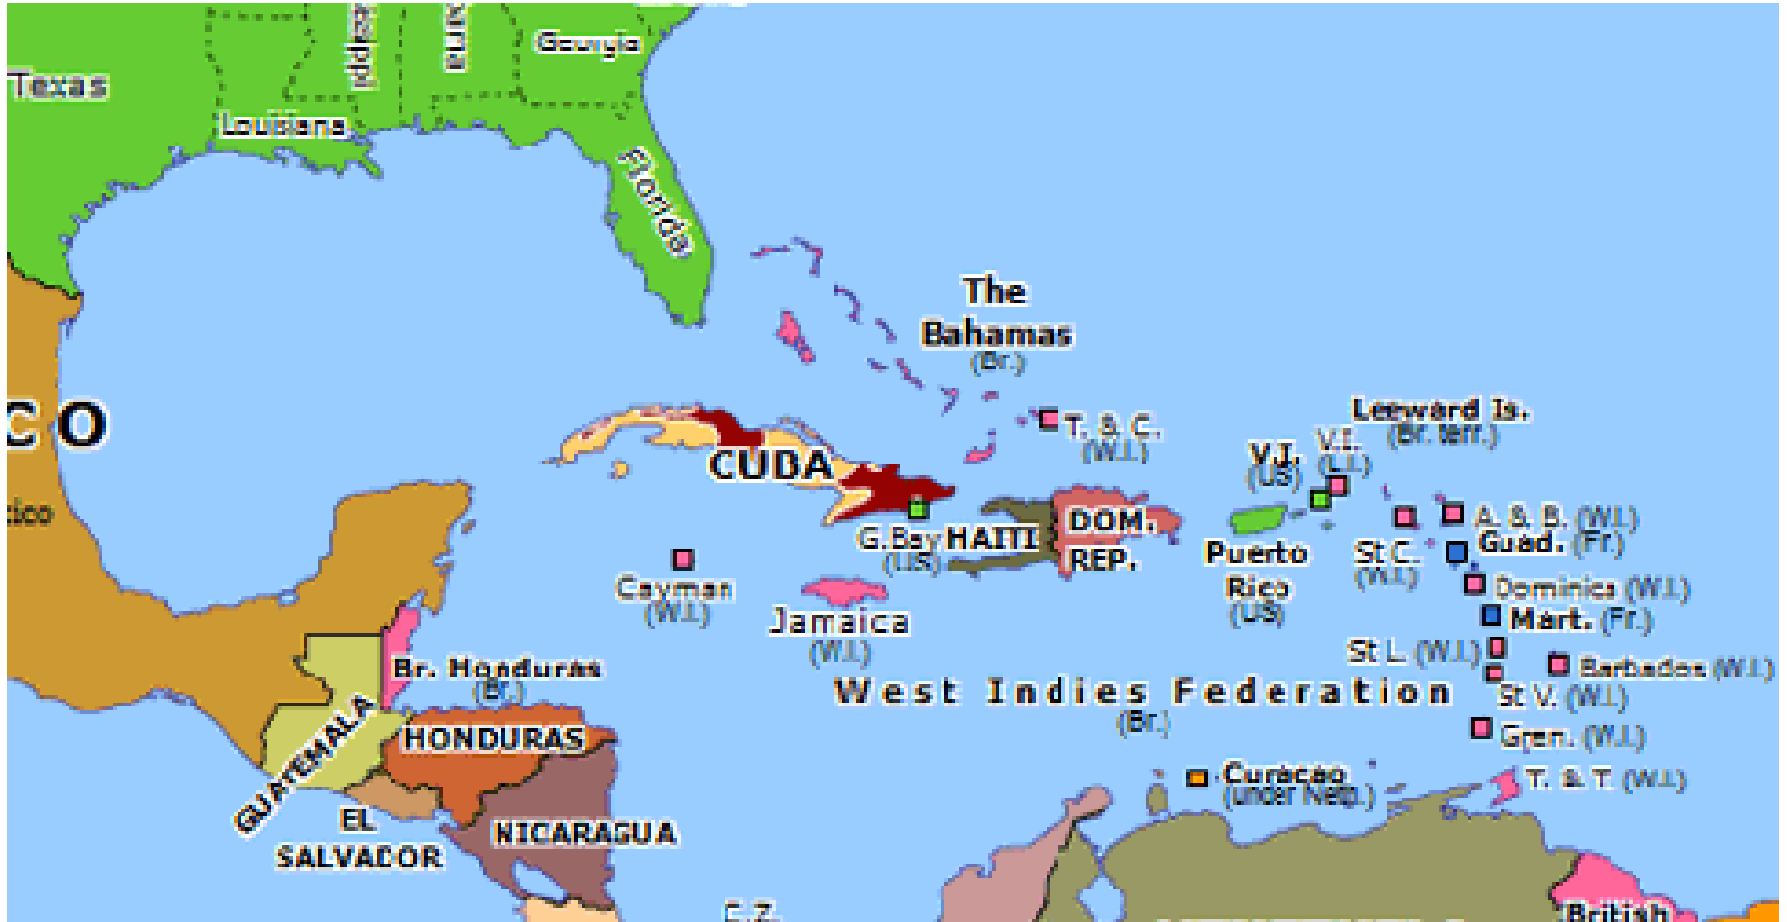 Texas
Louisiana
Georgia
Florida
CO
The
Bahamas
(Br.)
CUBA
T. & C.
(W.I.)
Leeward Is.
(Br. terr.)
V.I.
(US)
V.I.
G.Bay
(US)
HAITI
DOM.
REP.
Puerto
Rico
(US)
St C.
(W.I.)
A. & B. (W.I.)
Guad. (Fr.)
Dominica (W.I.)
Mart. (Fr.)
St L. (W.I.)
Barbados (W.I.)
St V. (W.I.)
Gren. (W.I.)
T. & T. (W.I.)
Cayman
(W.I.)
Jamaica
(W.I.)
West Indies Federation
(Br.)
Br. Honduras
(Br.)
GUATEMALA
HONDURAS
EL
SALVADOR
NICARAGUA
Curacao
(under Neth.)
C.Z.
British